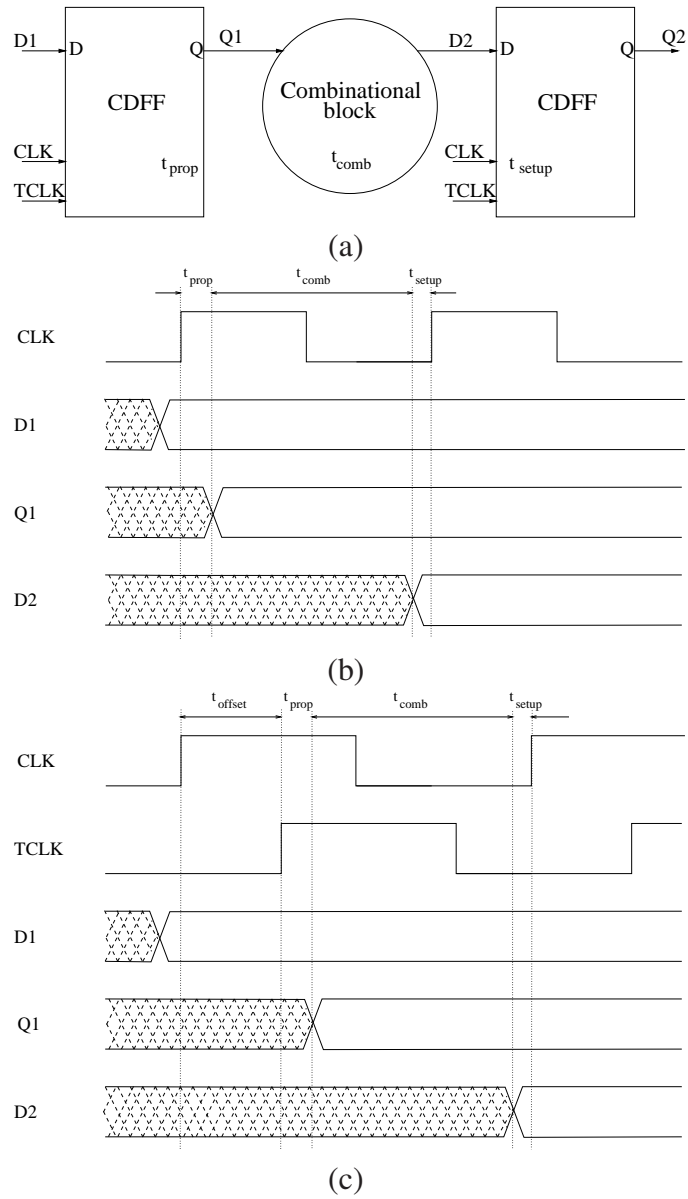 D1 Q1 D2 Q2
D Q D Q
CDFF Combinational block CDFF
CLK CLK
t prop t comb t setup
TCLK TCLK
(a)
t prop t comb t setup
CLK
D1
Q1
D2
(b)
t offset t prop t comb t setup
CLK
TCLK
D1
Q1
D2
(c)